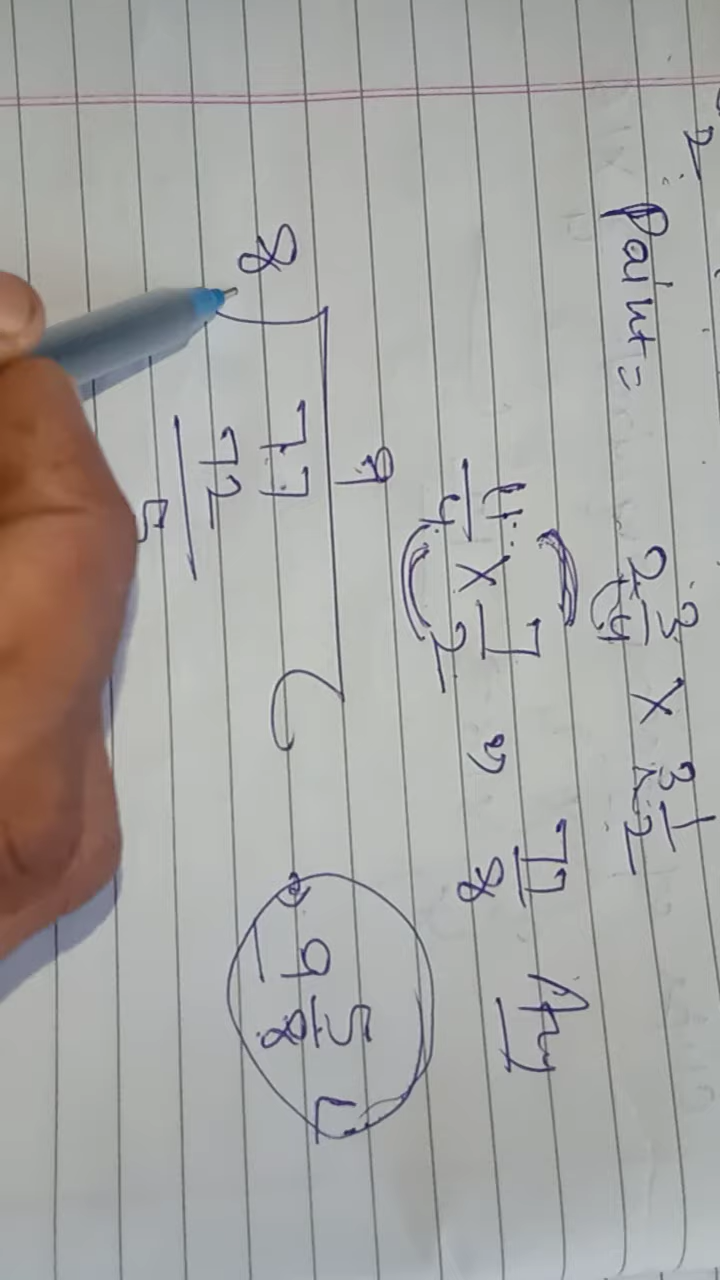 Paint = 2 3/4 × 3 1/2
11/4 × 7/2 = 77/8 Ans
9
8 77
72
5
9 5/8 L